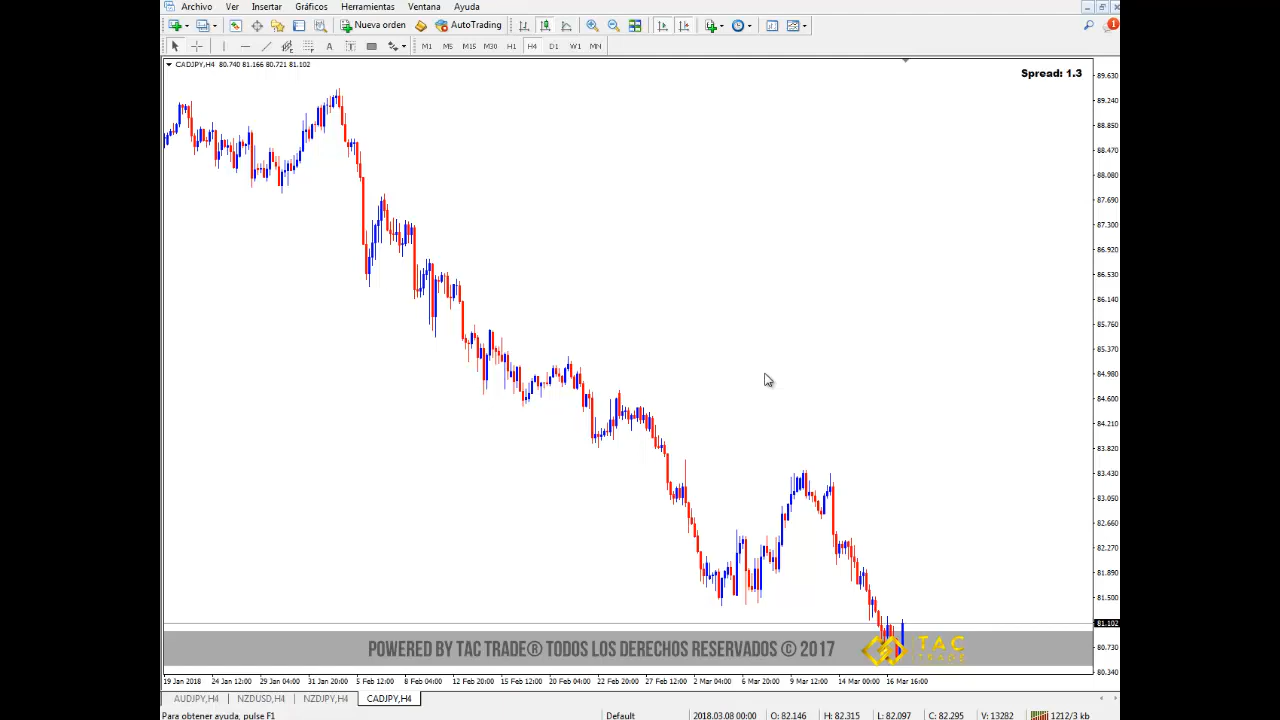 Archivo Ver Insertar Gráficos Herramientas Ventana Ayuda
Nueva orden AutoTrading 1
A T M1 M5 M15 M30 H1 H4 D1 W1 MN
CADJPY,H4 80.740 81.166 80.721 81.102
Spread: 1.3
89.630
89.240
88.850
88.470
88.080
87.690
87.300
86.920
86.530
86.140
85.760
85.370
84.980
84.600
84.210
83.820
83.430
83.050
82.660
82.270
81.890
81.500
81.102
80.730
80.340
POWERED BY TAC TRADE® TODOS LOS DERECHOS RESERVADOS © 2017
TAC
TRADE
19 Jan 2018 24 Jan 12:00 29 Jan 04:00 31 Jan 20:00 5 Feb 12:00 8 Feb 04:00 12 Feb 20:00 15 Feb 12:00 20 Feb 04:00 22 Feb 20:00 27 Feb 12:00 2 Mar 04:00 6 Mar 20:00 9 Mar 12:00 14 Mar 00:00 16 Mar 16:00
AUDJPY,H4 NZDUSD,H4 NZDJPY,H4 CADJPY,H4
Para obtener ayuda, pulse F1 Default 2018.03.08 00:00 O: 82.146 H: 82.315 L: 82.097 C: 82.295 V: 13282 1212/3 kb